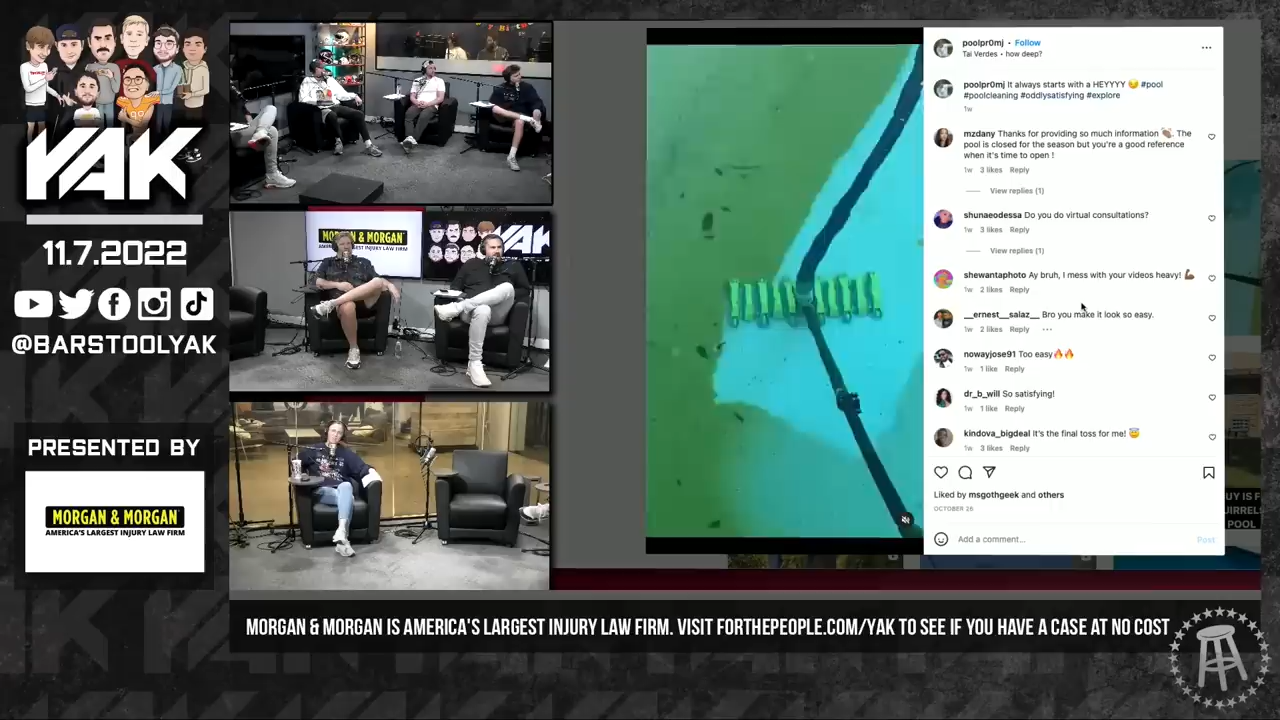 YAK
11.7.2022
@BARSTOOLYAK
PRESENTED BY
MORGAN & MORGAN
AMERICA'S LARGEST INJURY LAW FIRM
MORGAN & MORGAN
YAK
poolpr0mj • Follow
Tai Verdes • how deep?
poolpr0mj It always starts with a HEYYYY 😏 #pool
#poolcleaning #oddlysatisfying #explore
1w
mzdany Thanks for providing so much information 👏🏽. The
pool is closed for the season but you're a good reference
when it's time to open !
1w 3 likes Reply
View replies (1)
shunaeodessa Do you do virtual consultations?
1w 3 likes Reply
View replies (1)
shewantaphoto Ay bruh, I mess with your videos heavy! 💪🏿
1w 2 likes Reply
__ernest__salaz__ Bro you make it look so easy.
1w 2 likes Reply ...
nowayjose91 Too easy🔥🔥
1w 1 like Reply
dr_b_will So satisfying!
1w 1 like Reply
kindova_bigdeal It's the final toss for me! 😇
1w 3 likes Reply
Liked by msgothgeek and others
OCTOBER 26
Add a comment...
Post
POOL
MORGAN & MORGAN IS AMERICA'S LARGEST INJURY LAW FIRM. VISIT FORTHEPEOPLE.COM/YAK TO SEE IF YOU HAVE A CASE AT NO COST